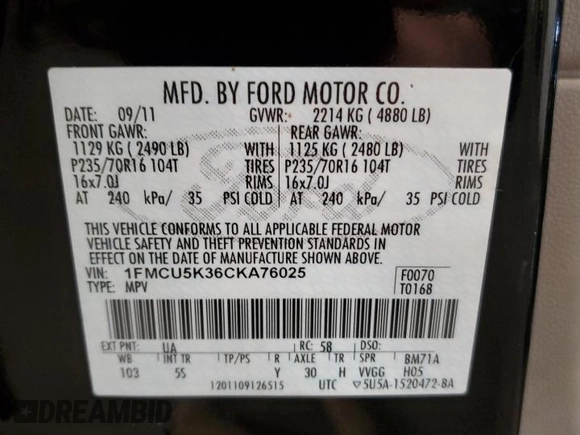 MFD. BY FORD MOTOR CO.
DATE: 09/11 GVWR: 2214 KG ( 4880 LB)
FRONT GAWR: REAR GAWR:
1129 KG ( 2490 LB) WITH 1125 KG ( 2480 LB) WITH
P235/70R16 104T TIRES P235/70R16 104T TIRES
16x7.0J RIMS 16x7.0J RIMS
AT 240 kPa/ 35 PSI COLD AT 240 kPa/ 35 PSI COLD
THIS VEHICLE CONFORMS TO ALL APPLICABLE FEDERAL MOTOR
VEHICLE SAFETY AND THEFT PREVENTION STANDARDS IN
EFFECT ON THE DATE OF MANUFACTURE SHOWN ABOVE.
VIN: 1FMCU5K36CKA76025 F0070
TYPE: MPV T0168
EXT PNT: UA RC: 58 DSO:
WB INT TR TP/PS R AXLE TR SPR BM71A
103 5S Y 30 H VVGG H05
1201109126515 UTC ▽5U5A-1520472-BA
Ford
DREAMBID